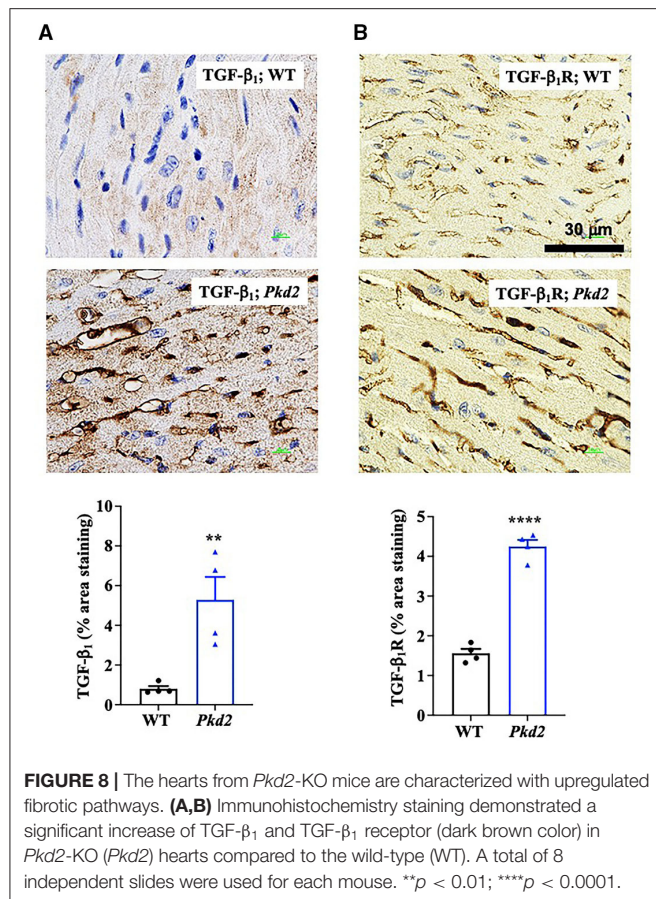 A
B
TGF-β₁; WT
TGF-β₁R; WT
30 µm
TGF-β₁; Pkd2
TGF-β₁R; Pkd2
TGF-β₁ (% area staining)
10
8
6
4
2
0
**
WT
Pkd2
TGF-β₁R (% area staining)
5
4
3
2
1
0
****
WT
Pkd2
FIGURE 8 | The hearts from Pkd2-KO mice are characterized with upregulated
fibrotic pathways. (A,B) Immunohistochemistry staining demonstrated a
significant increase of TGF-β₁ and TGF-β₁ receptor (dark brown color) in
Pkd2-KO (Pkd2) hearts compared to the wild-type (WT). A total of 8
independent slides were used for each mouse. **p < 0.01; ****p < 0.0001.